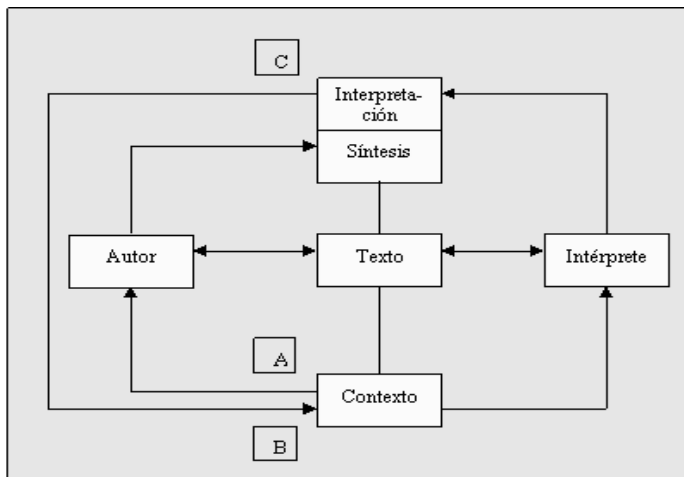 C
Interpreta-
ción
Síntesis
Autor
Texto
Intérprete
A
Contexto
B